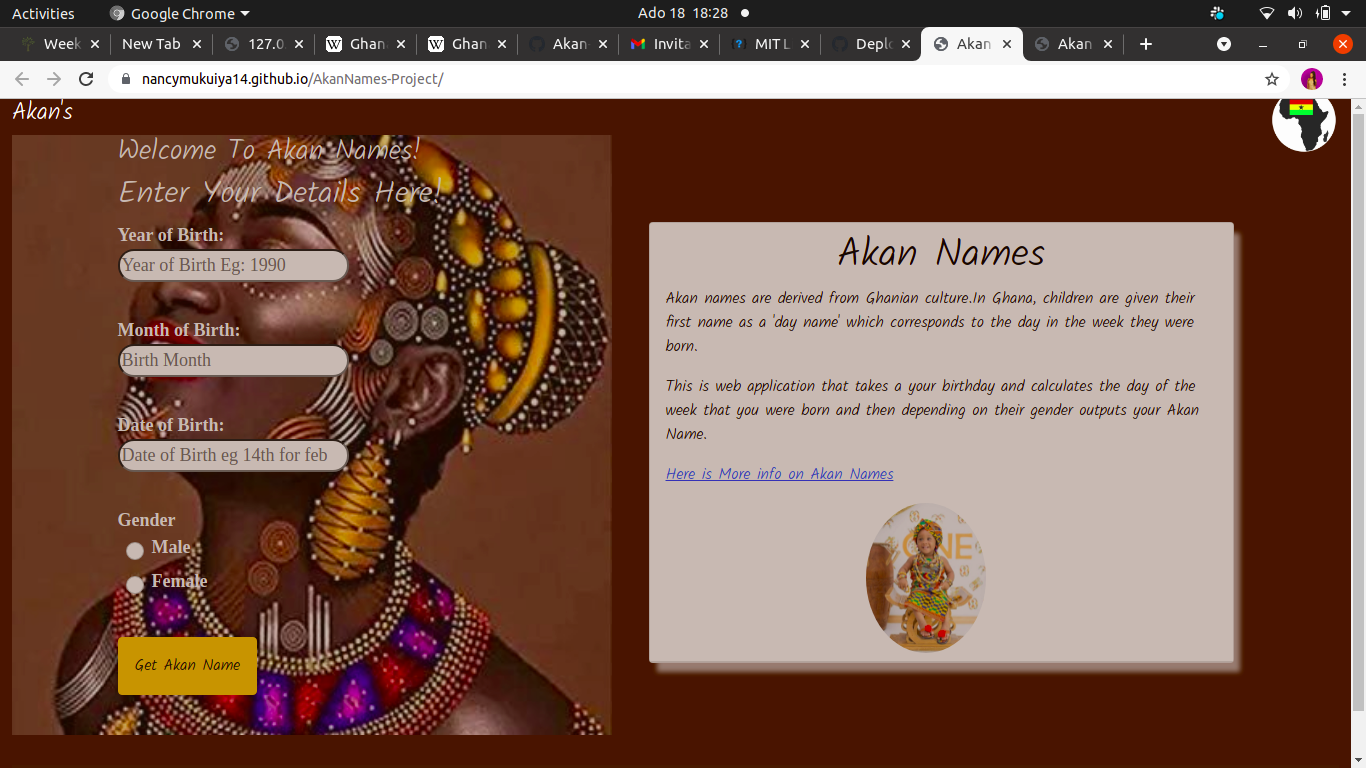 Activities
Google Chrome
Ado 18 18:28
Week
New Tab
127.0
Ghan
Ghan
Akan-
Invita
MIT L
Deplo
Akan
Akan
nancymukuiya14.github.io/AkanNames-Project/
Akan's
Welcome To Akan Names!
Enter Your Details Here!
Year of Birth:
Year of Birth Eg: 1990
Month of Birth:
Birth Month
Date of Birth:
Date of Birth eg 14th for feb
Gender
Male
Female
Get Akan Name
Akan Names
Akan names are derived from Ghanian culture.In Ghana, children are given their
first name as a 'day name' which corresponds to the day in the week they were
born.
This is web application that takes a your birthday and calculates the day of the
week that you were born and then depending on their gender outputs your Akan
Name.
Here is More info on Akan Names
ONE